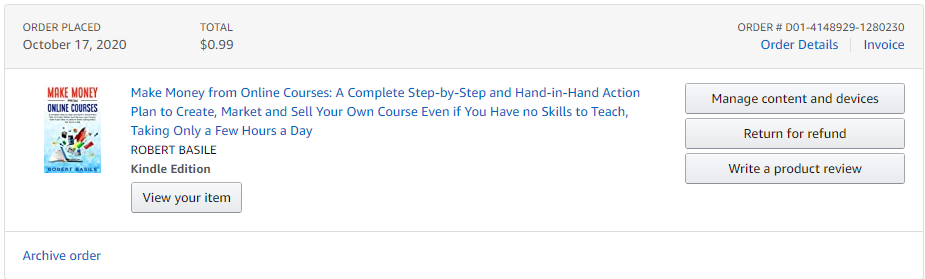 ORDER PLACED
October 17, 2020
TOTAL
$0.99
ORDER # D01-4148929-1280230
Order Details
Invoice
MAKE MONEY
FROM
ONLINE COURSES
ROBERT BASILE
Make Money from Online Courses: A Complete Step-by-Step and Hand-in-Hand Action
Plan to Create, Market and Sell Your Own Course Even if You Have no Skills to Teach,
Taking Only a Few Hours a Day
ROBERT BASILE
Kindle Edition
View your item
Manage content and devices
Return for refund
Write a product review
Archive order